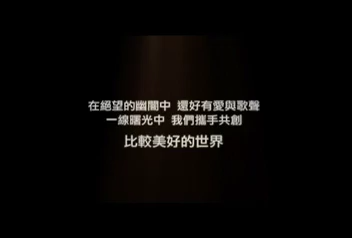 在絕望的幽闇中 還好有愛與歌聲
一線曙光中 我們攜手共創
比較美好的世界